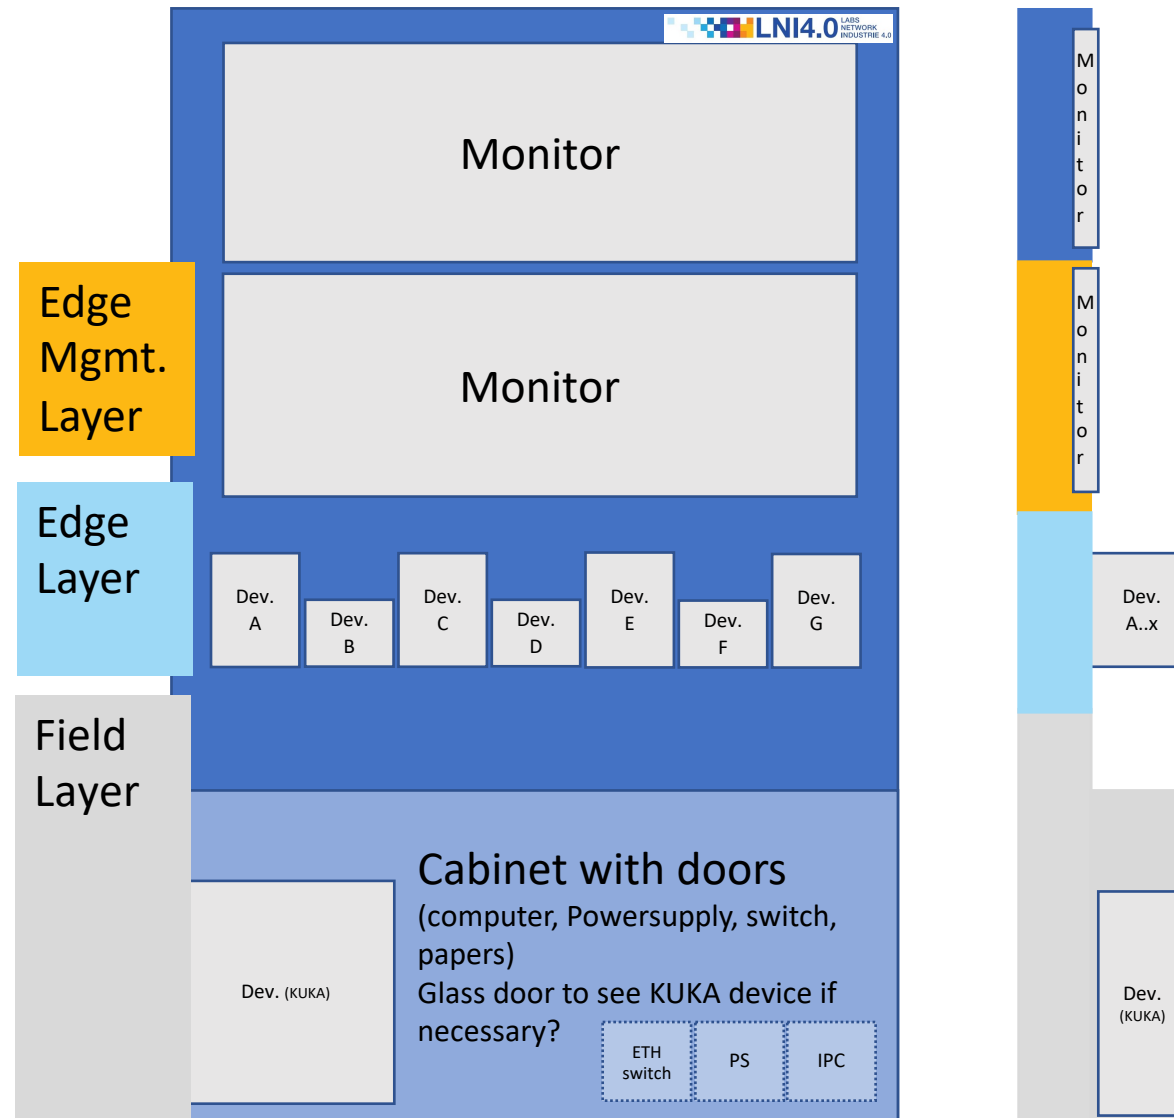 LNI4.0
LABS
NETWORK
INDUSTRIE 4.0
Monitor
Monitor
Edge
Mgmt.
Layer
Edge
Layer
Dev.
A
Dev.
B
Dev.
C
Dev.
D
Dev.
E
Dev.
F
Dev.
G
Field
Layer
Cabinet with doors
(computer, Powersupply, switch,
papers)
Glass door to see KUKA device if
necessary?
Dev. (KUKA)
ETH
switch
PS
IPC
Monitor
Monitor
Dev.
A..x
Dev.
(KUKA)